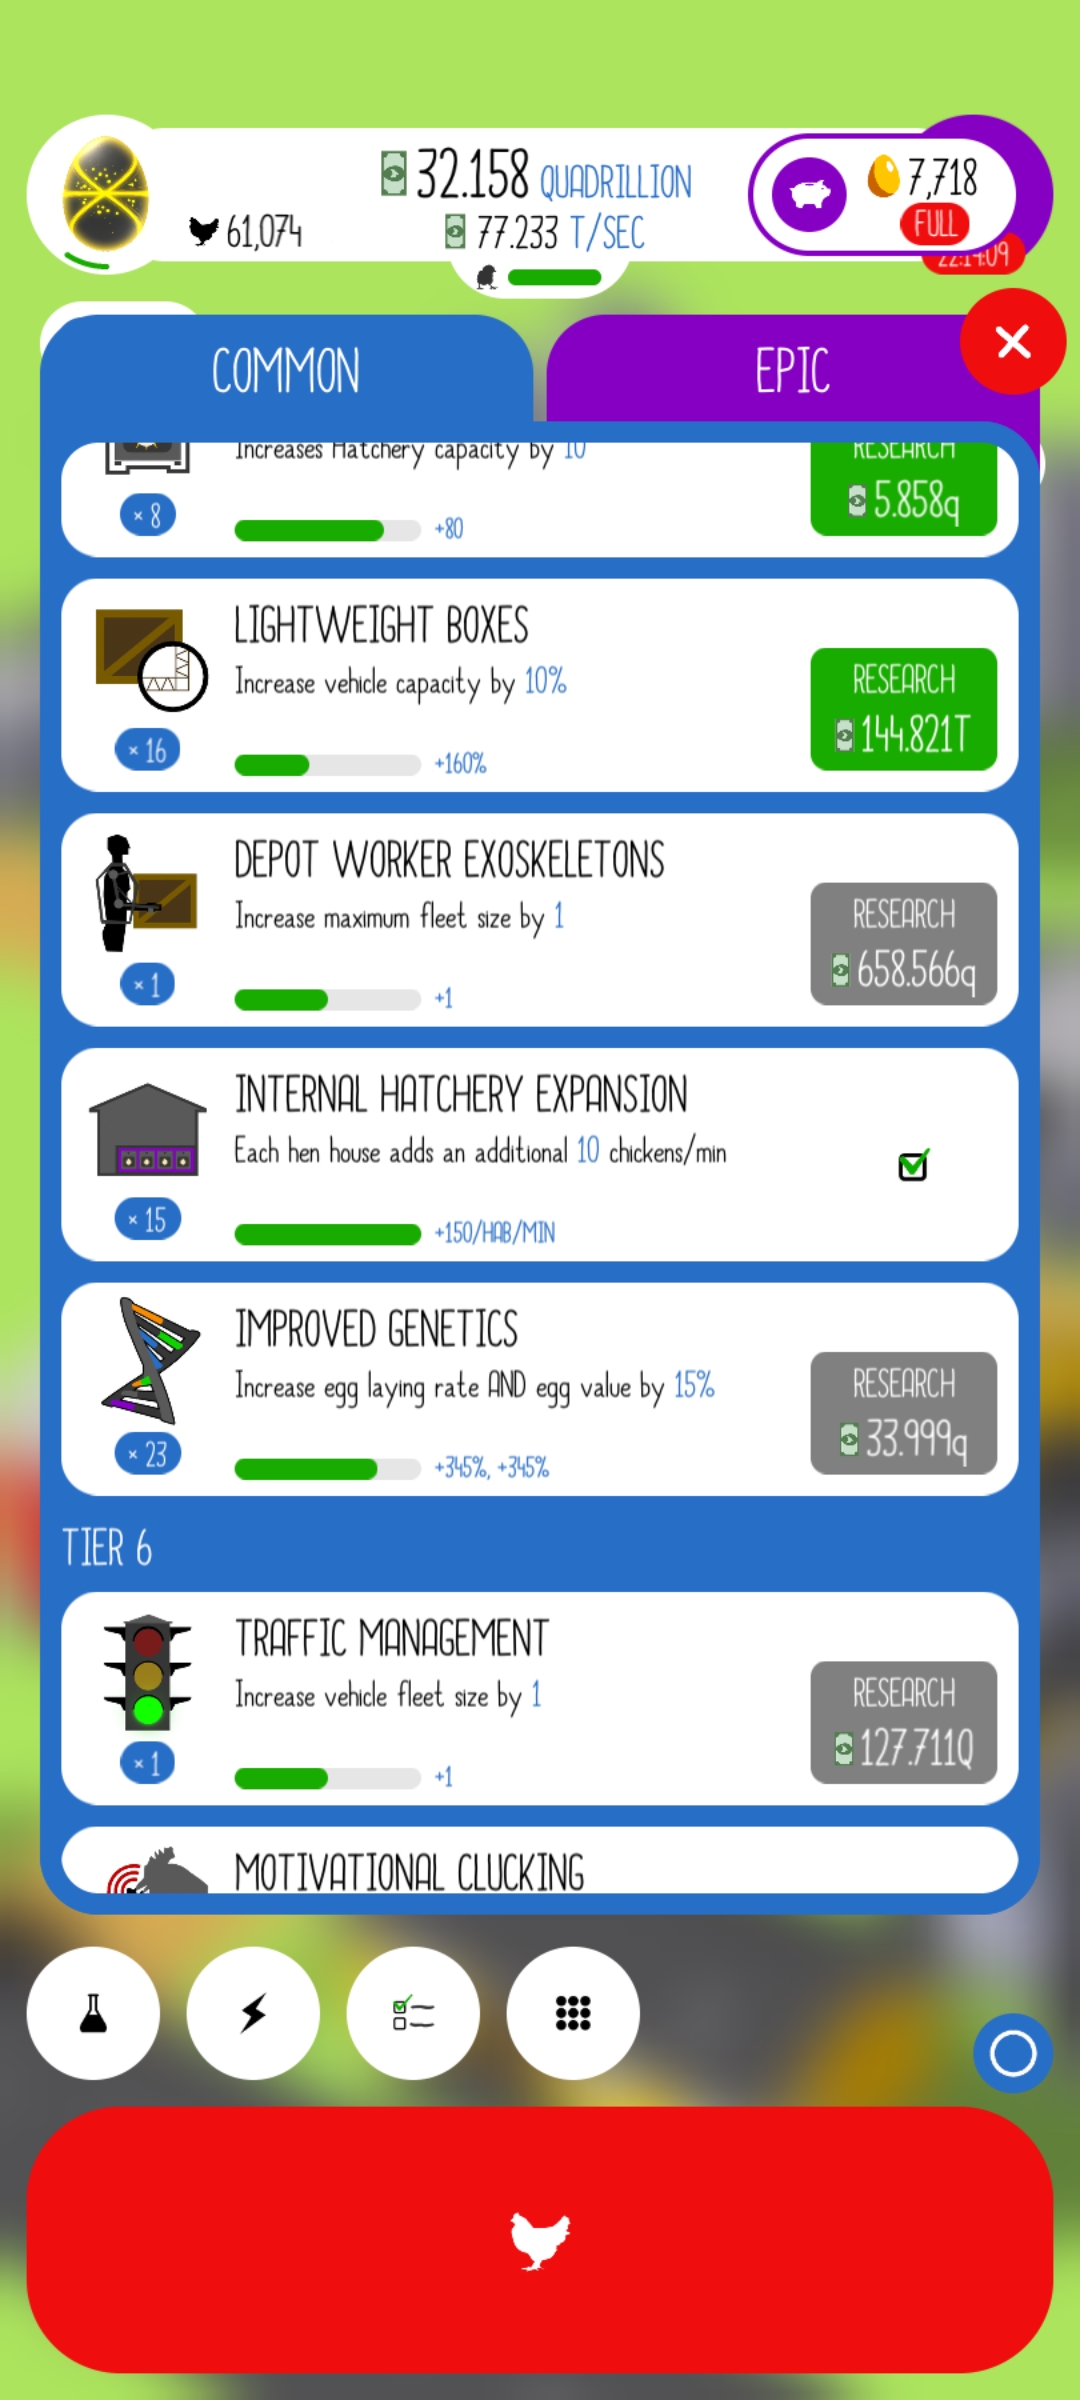 32.158 QUADRILLION
7,718
FULL
61,074
77.233 T/SEC
22:14:09
COMMON
EPIC
Increases Hatchery capacity by 10
RESEARCH
5.858q
× 8
+80
LIGHTWEIGHT BOXES
Increase vehicle capacity by 10%
RESEARCH
144.821T
× 16
+160%
DEPOT WORKER EXOSKELETONS
Increase maximum fleet size by 1
RESEARCH
658.566q
× 1
+1
INTERNAL HATCHERY EXPANSION
Each hen house adds an additional 10 chickens/min
× 15
+150/HAB/MIN
IMPROVED GENETICS
Increase egg laying rate AND egg value by 15%
RESEARCH
33.999q
× 23
+345%, +345%
TIER 6
TRAFFIC MANAGEMENT
Increase vehicle fleet size by 1
RESEARCH
127.711Q
× 1
+1
MOTIVATIONAL CLUCKING